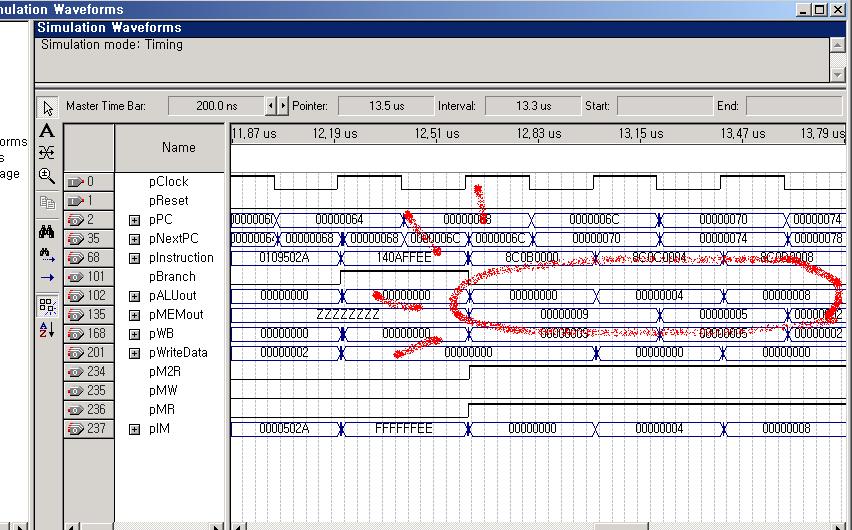 nulation Waveforms
Simulation Waveforms
Simulation mode: Timing
Master Time Bar: 200.0 ns Pointer: 13.5 us Interval: 13.3 us Start: End:
orms
s
age
Name 11,87 us 12,19 us 12,51 us 12,83 us 13,15 us 13,47 us 13,79 us
0 pClock
1 pReset
2 pPC 00000060 00000064 00000068 0000006C 00000070 00000074
35 pNextPC 00000064 00000068 00000068 0000006C 0000006C 00000070 00000074 00000078
68 pInstruction 0109502A 140AFFEE 8C0B0000 8C0C0004 8C0D0008
101 pBranch
102 pALUout 00000000 00000000 00000000 00000004 00000008
135 pMEMout ZZZZZZZZ 00000009 00000005 00000002
168 pWB 00000000 00000000 00000009 00000005 00000002
201 pWriteData 00000002 00000000 00000000 00000000
234 pM2R
235 pMW
236 pMR
237 pIM 0000502A FFFFFFEE 00000000 00000004 00000008